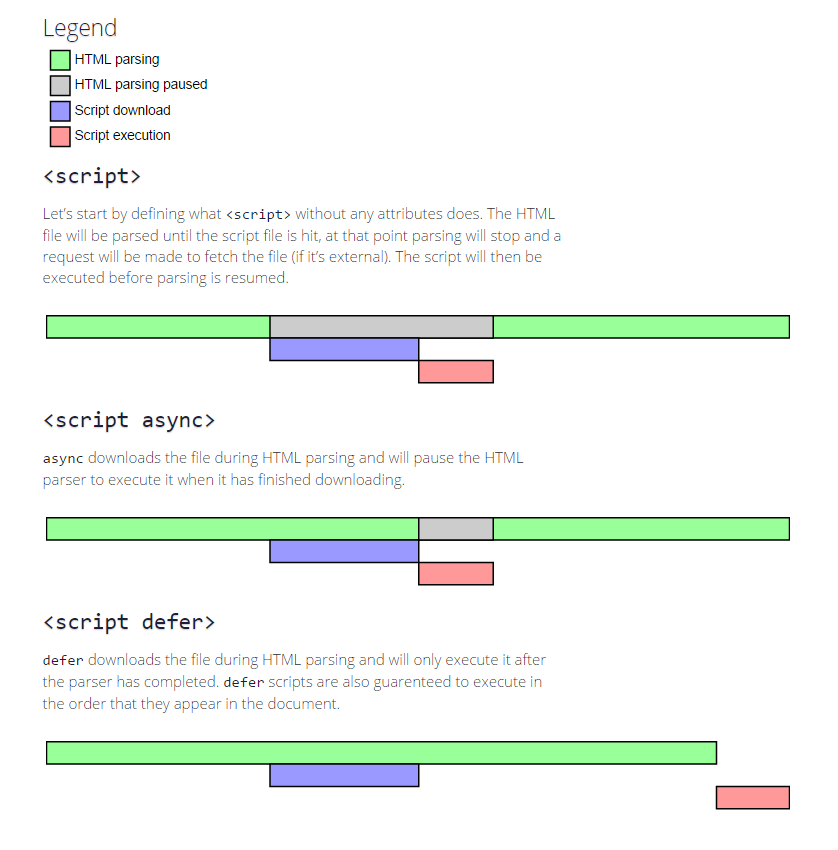 Legend
HTML parsing
HTML parsing paused
Script download
Script execution
<script>
Let's start by defining what <script> without any attributes does. The HTML
file will be parsed until the script file is hit, at that point parsing will stop and a
request will be made to fetch the file (if it's external). The script will then be
executed before parsing is resumed.
<script async>
async downloads the file during HTML parsing and will pause the HTML
parser to execute it when it has finished downloading.
<script defer>
defer downloads the file during HTML parsing and will only execute it after
the parser has completed. defer scripts are also guarenteed to execute in
the order that they appear in the document.